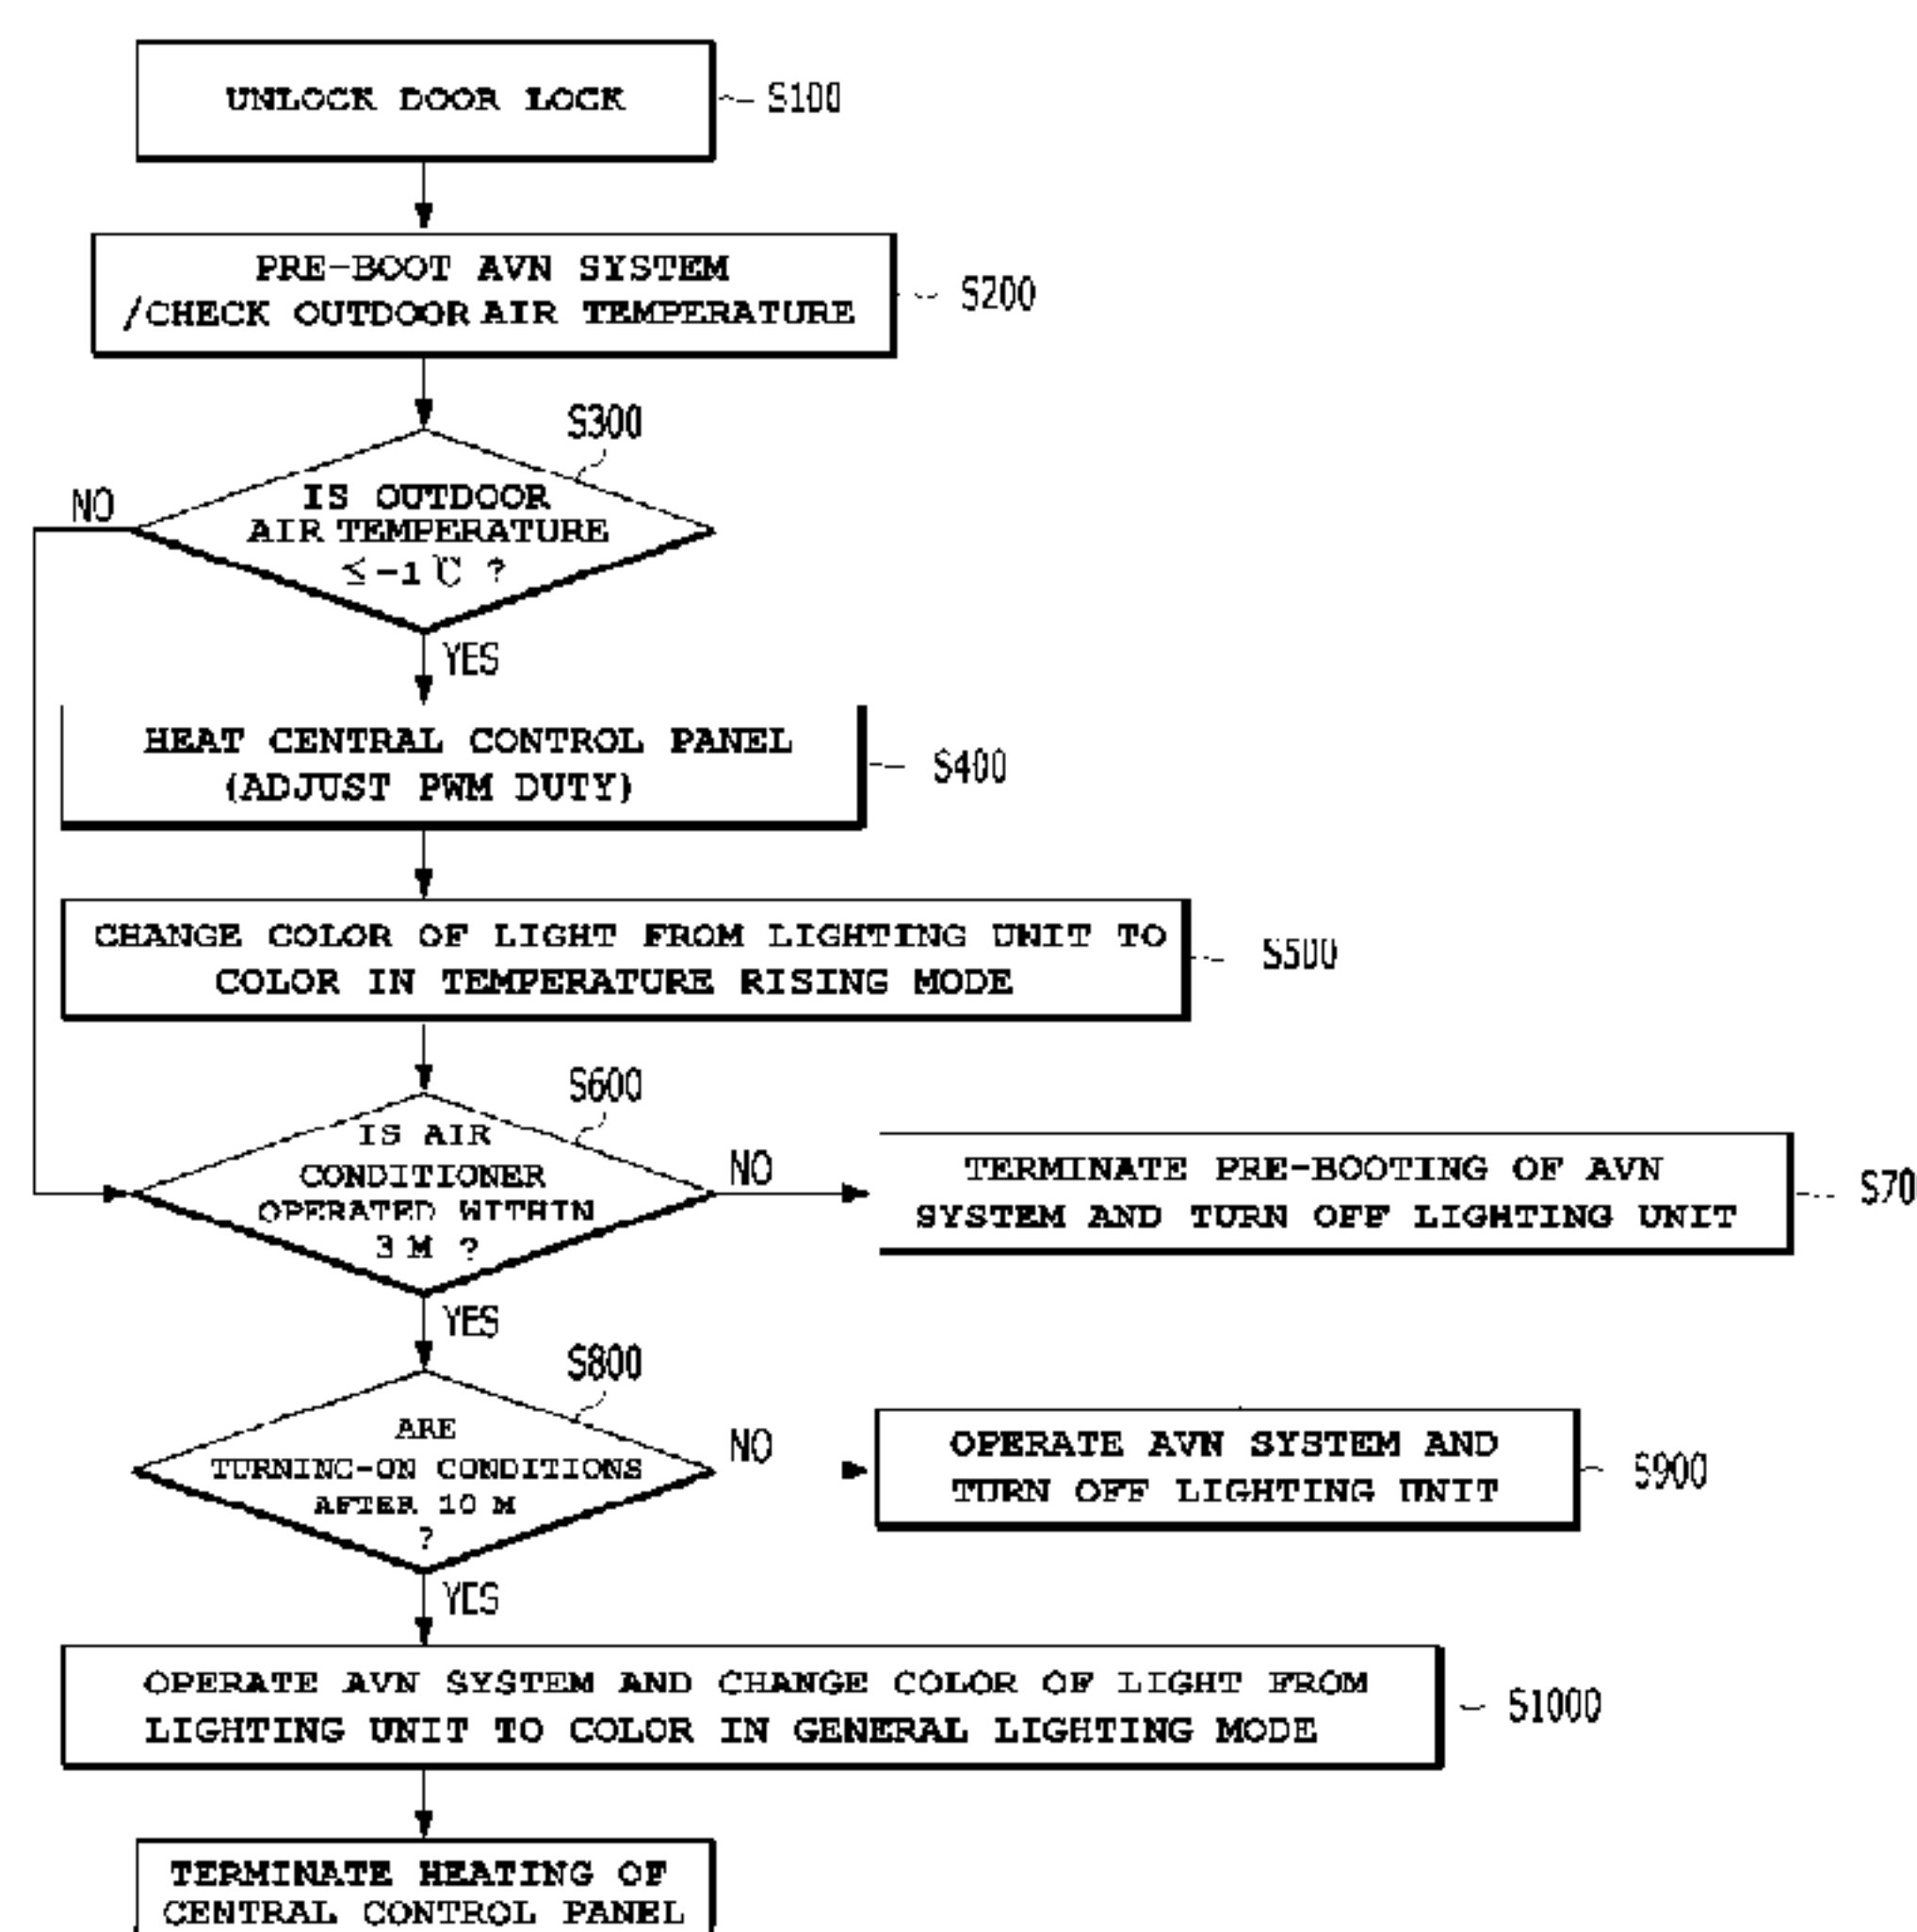 UNLOCK DOOR LOCK
S100
PRE-BOOT AVN SYSTEM
/CHECK OUTDOOR AIR TEMPERATURE
S200
S300
IS OUTDOOR
AIR TEMPERATURE
≤-1℃ ?
NO
YES
HEAT CENTRAL CONTROL PANEL
(ADJUST PWM DUTY)
S400
CHANGE COLOR OF LIGHT FROM LIGHTING UNIT TO
COLOR IN TEMPERATURE RISING MODE
S500
S600
IS AIR
CONDITIONER
OPERATED WITHIN
3 M ?
NO
TERMINATE PRE-BOOTING OF AVN
SYSTEM AND TURN OFF LIGHTING UNIT
S70
YES
S800
ARE
TURNING-ON CONDITIONS
AFTER 10 M
?
NO
OPERATE AVN SYSTEM AND
TURN OFF LIGHTING UNIT
S900
YES
OPERATE AVN SYSTEM AND CHANGE COLOR OF LIGHT FROM
LIGHTING UNIT TO COLOR IN GENERAL LIGHTING MODE
S1000
TERMINATE HEATING OF
CENTRAL CONTROL PANEL